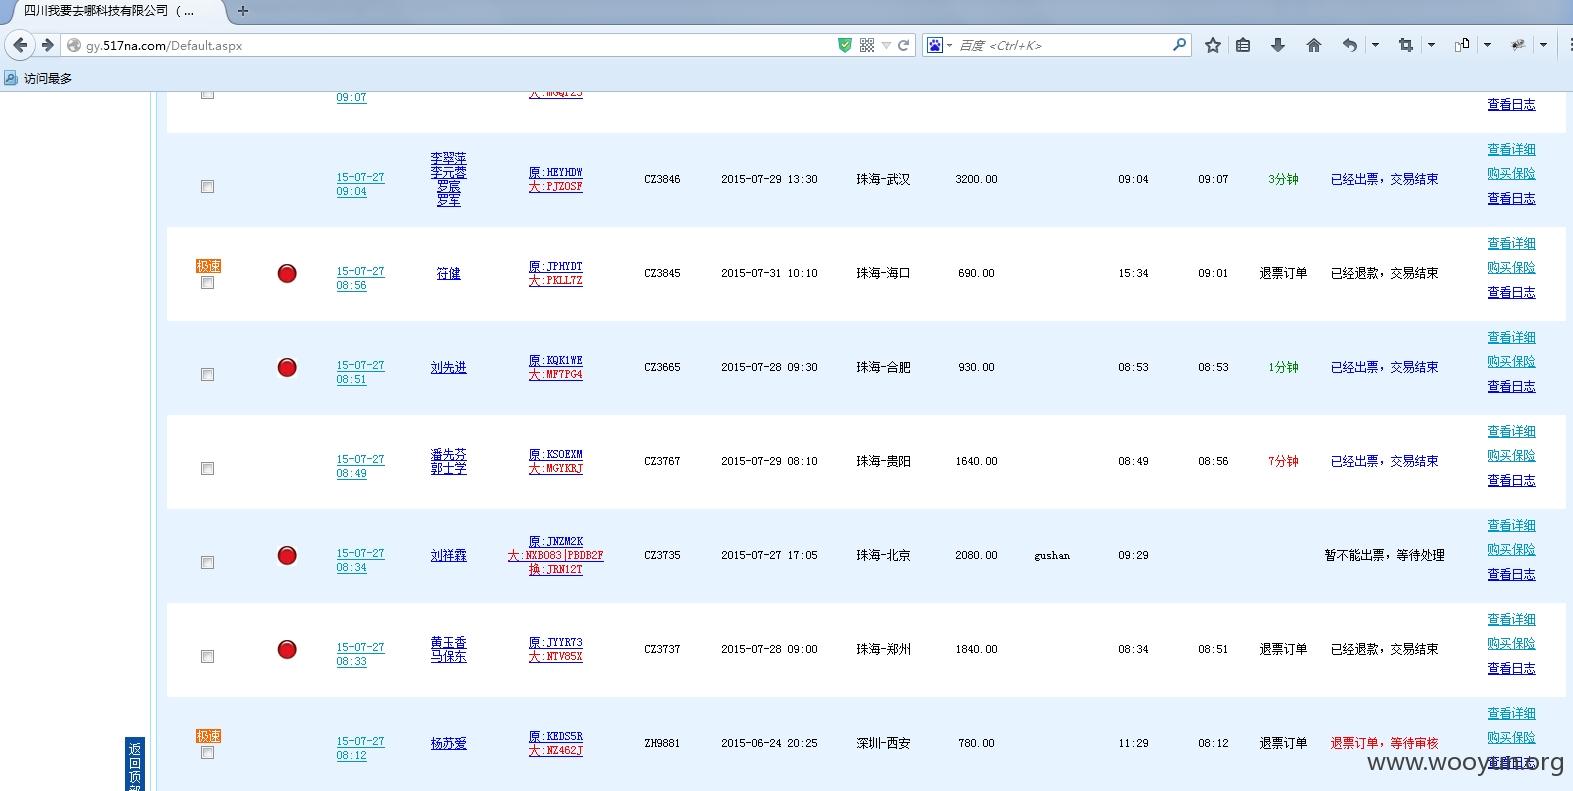 四川我要去哪科技有限公司 （...
gy.517na.com/Default.aspx
百度 <Ctrl+K>
访问最多
09:07
大:MGQF25
查看日志
15-07-27 09:04
李翠萍
李元蓉
罗宸
罗军
原:HEYHDW
大:PJZOSF
CZ3846
2015-07-29 13:30
珠海-武汉
3200.00
09:04
09:07
3分钟
已经出票，交易结束
查看详细
购买保险
查看日志
极速
15-07-27 08:56
符健
原:JPHYDT
大:PKLL7Z
CZ3845
2015-07-31 10:10
珠海-海口
690.00
15:34
09:01
退票订单
已经退款，交易结束
查看详细
购买保险
查看日志
15-07-27 08:51
刘先进
原:KQK1WE
大:MF7PG4
CZ3665
2015-07-28 09:30
珠海-合肥
930.00
08:53
08:53
1分钟
已经出票，交易结束
查看详细
购买保险
查看日志
15-07-27 08:49
潘先芬
郭士学
原:KSOEXM
大:MGYKRJ
CZ3767
2015-07-29 08:10
珠海-贵阳
1640.00
08:49
08:56
7分钟
已经出票，交易结束
查看详细
购买保险
查看日志
15-07-27 08:34
刘祥霖
原:JNZM2K
大:NXB083|PBDB2F
换:JRN12T
CZ3735
2015-07-27 17:05
珠海-北京
2080.00
gushan
09:29
暂不能出票，等待处理
查看详细
购买保险
查看日志
15-07-27 08:33
黄玉香
马保东
原:JYYR73
大:NTV85X
CZ3737
2015-07-28 09:00
珠海-郑州
1840.00
08:34
08:51
退票订单
已经退款，交易结束
查看详细
购买保险
查看日志
极速
15-07-27 08:12
杨苏爱
原:KEDS5R
大:NZ462J
ZH9881
2015-06-24 20:25
深圳-西安
780.00
11:29
08:12
退票订单
退票订单，等待审核
查看详细
购买保险
查看日志
返回顶部
www.wooyun.org